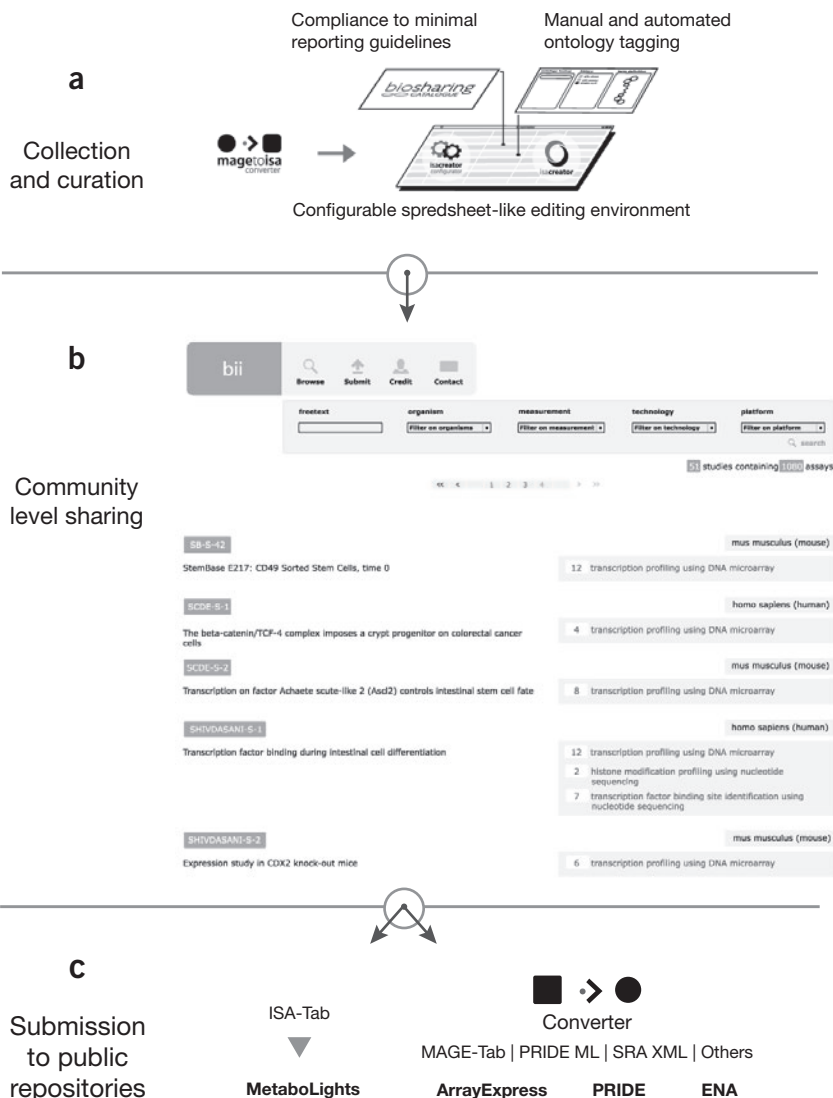 Compliance to minimal
reporting guidelines
Manual and automated
ontology tagging
a
Collection
and curation
magetoisa
converter
biosharing
CATALOGUE
isacreator
configurator
isacreator
Configurable spredsheet-like editing environment
b
Community
level sharing
bii
Browse
Submit
Credit
Contact
freetext
organism
measurement
technology
platform
Filter on organisms
Filter on measurement
Filter on technology
Filter on platform
search
51 studies containing 1080 assays
<< < 1 2 3 4 > >>
SB-S-42
mus musculus (mouse)
StemBase E217: CD49 Sorted Stem Cells, time 0
12 transcription profiling using DNA microarray
SCDE-S-1
homo sapiens (human)
The beta-catenin/TCF-4 complex imposes a crypt progenitor on colorectal cancer
cells
4 transcription profiling using DNA microarray
SCDE-S-2
mus musculus (mouse)
Transcription on factor Achaete scute-like 2 (Ascl2) controls intestinal stem cell fate
8 transcription profiling using DNA microarray
SHIVDASANI-S-1
homo sapiens (human)
Transcription factor binding during intestinal cell differentiation
12 transcription profiling using DNA microarray
2 histone modification profiling using nucleotide
sequencing
7 transcription factor binding site identification using
nucleotide sequencing
SHIVDASANI-S-2
mus musculus (mouse)
Expression study in CDX2 knock-out mice
6 transcription profiling using DNA microarray
c
Submission
to public
repositories
ISA-Tab
MetaboLights
Converter
MAGE-Tab | PRIDE ML | SRA XML | Others
ArrayExpress
PRIDE
ENA